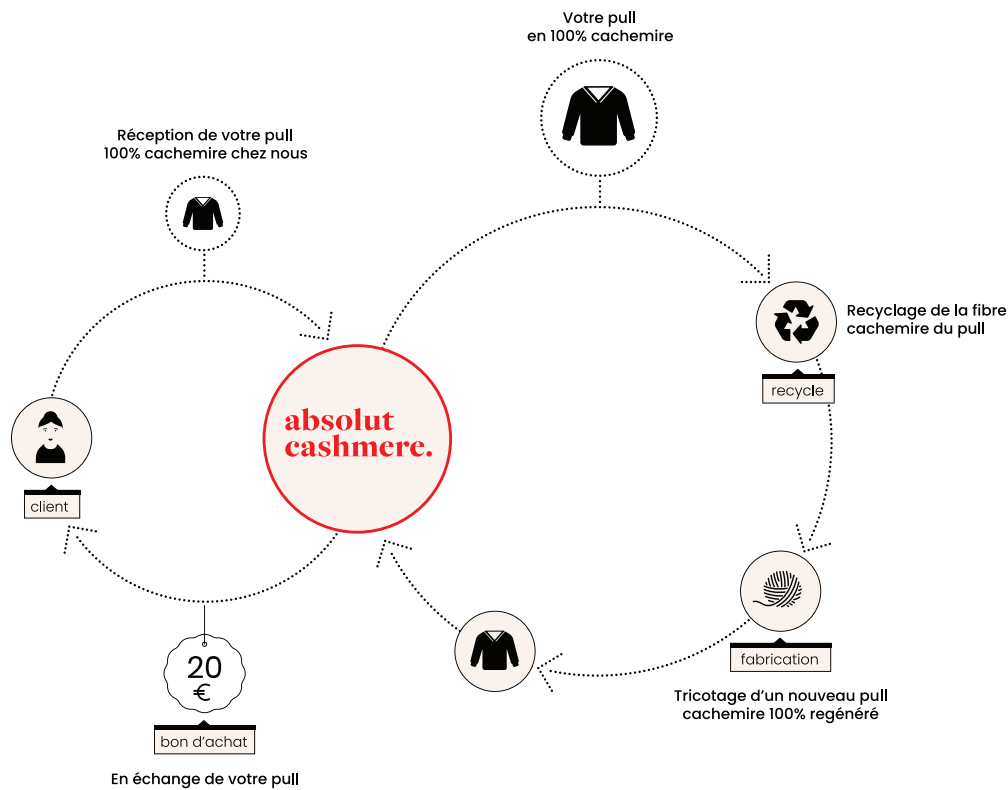 Votre pull
en 100% cachemire
Réception de votre pull
100% cachemire chez nous
Recyclage de la fibre
cachemire du pull
recycle
absolut
cashmere.
client
fabrication
Tricotage d'un nouveau pull
cachemire 100% regénéré
20
€
bon d'achat
En échange de votre pull